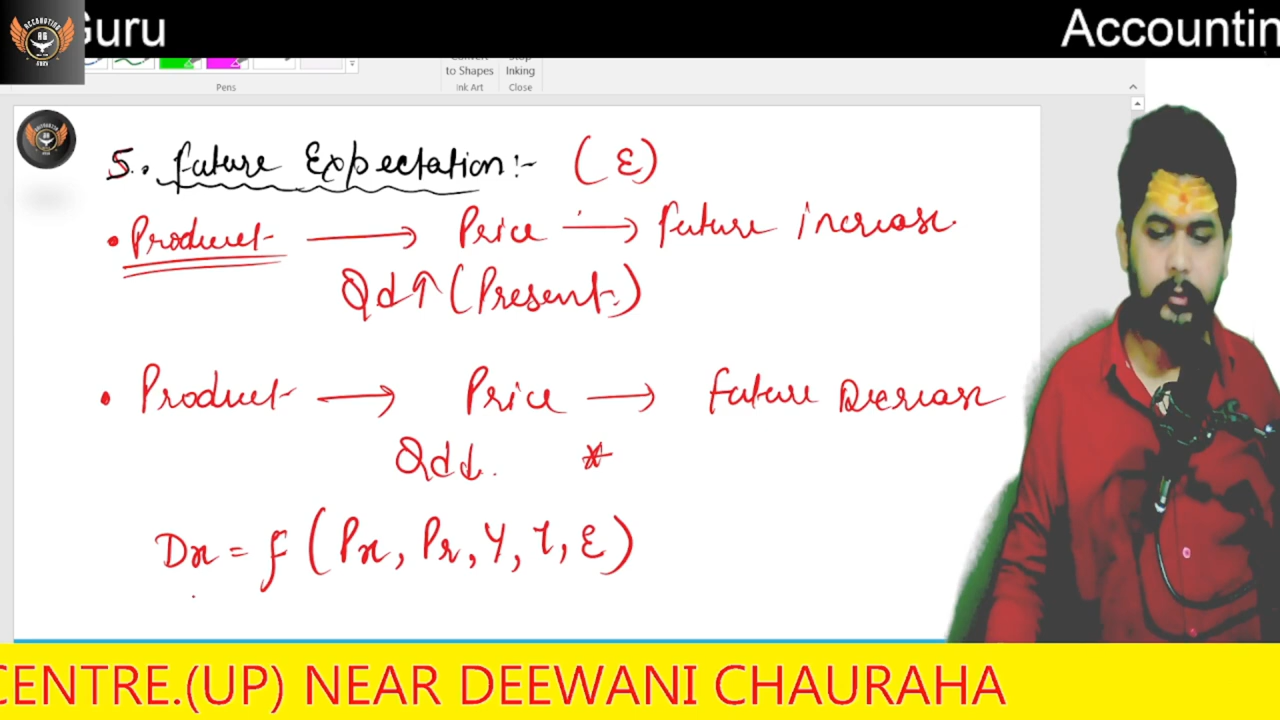 Guru
Accountin
Convert
to Shapes
Stop
Inking
Pens
Ink Art
Close
5. Future Expectation:- (E)
• Product → Price → Future increase
Qd↑ (Present)
• Product → Price → Future Decrease
Qd↓. *
Dx = f (Px, Pr, Y, T, E)
CENTRE.(UP) NEAR DEEWANI CHAURAHA